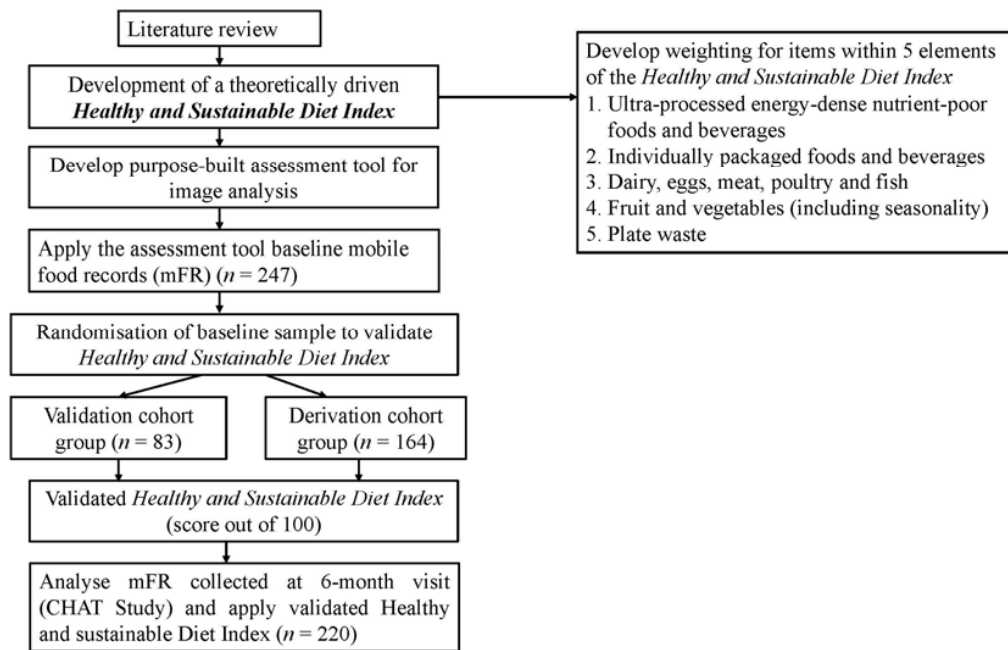 Literature review
Development of a theoretically driven
Healthy and Sustainable Diet Index
Develop weighting for items within 5 elements
of the Healthy and Sustainable Diet Index
1. Ultra-processed energy-dense nutrient-poor
foods and beverages
2. Individually packaged foods and beverages
3. Dairy, eggs, meat, poultry and fish
4. Fruit and vegetables (including seasonality)
5. Plate waste
Develop purpose-built assessment tool for
image analysis
Apply the assessment tool baseline mobile
food records (mFR) (n = 247)
Randomisation of baseline sample to validate
Healthy and Sustainable Diet Index
Validation cohort
group (n = 83)
Derivation cohort
group (n = 164)
Validated Healthy and Sustainable Diet Index
(score out of 100)
Analyse mFR collected at 6-month visit
(CHAT Study) and apply validated Healthy
and sustainable Diet Index (n = 220)